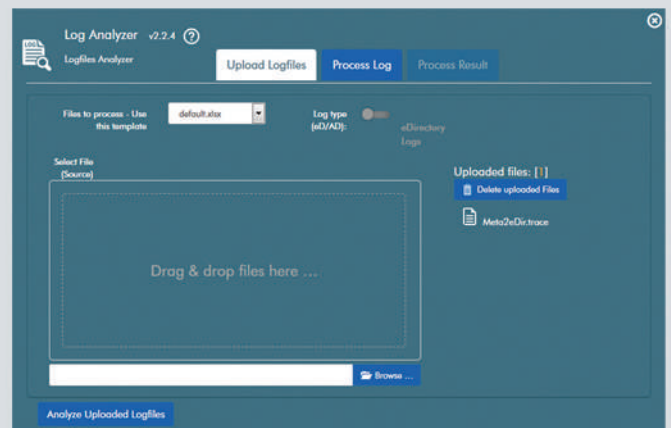 LOG
Log Analyzer v2.2.4 ?
Logfiles Analyzer
Upload Logfiles
Process Log
Process Result
Files to process - Use
this template
default.xlsx
Log type
(eD/AD):
eDirectory
Logs
Select File
(Source)
Drag & drop files here ...
Browse ...
Uploaded files: [1]
Delete uploaded Files
Meta2eDir.trace
Analyze Uploaded Logfiles